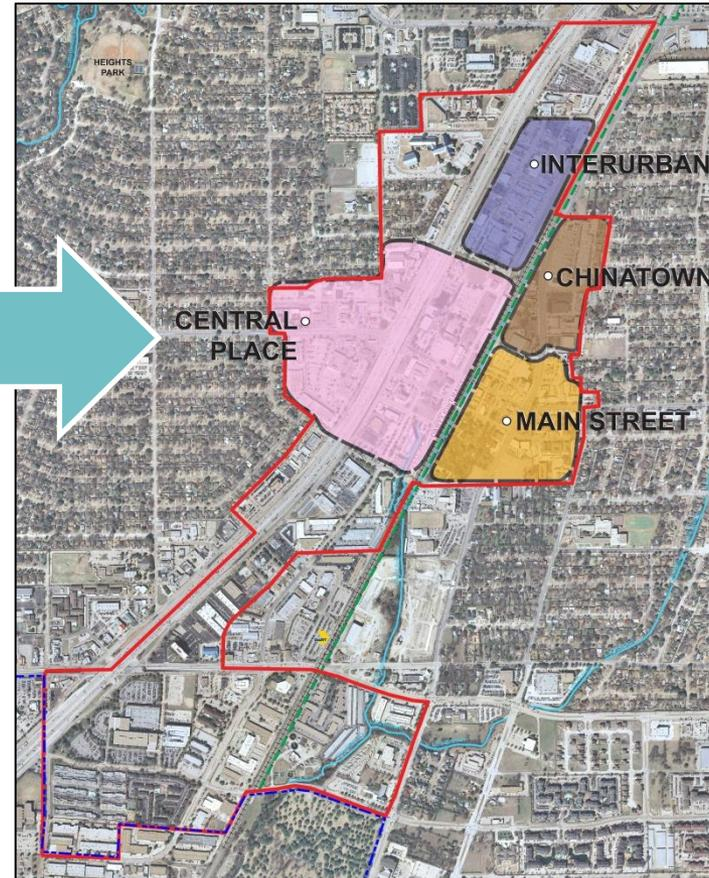 HEIGHTS
PARK
INTERURBAN
CHINATOWN
CENTRAL
PLACE
MAIN STREET